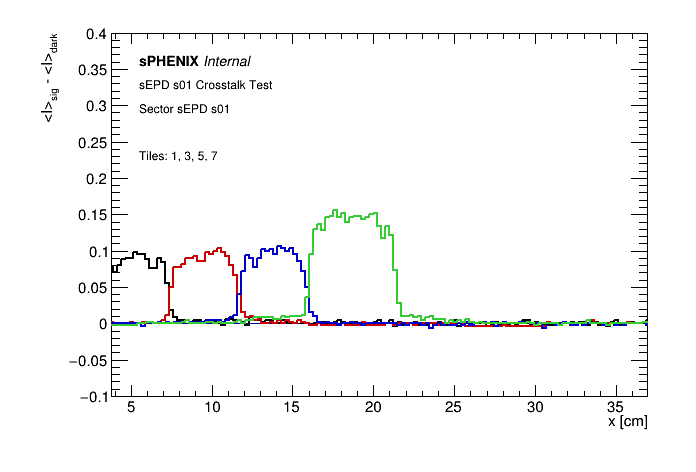 <I>sig - <I>dark
0.4
0.35
0.3
0.25
0.2
0.15
0.1
0.05
0
−0.05
−0.1
sPHENIX Internal
sEPD s01 Crosstalk Test
Sector sEPD s01
Tiles: 1, 3, 5, 7
5 10 15 20 25 30 35
x [cm]